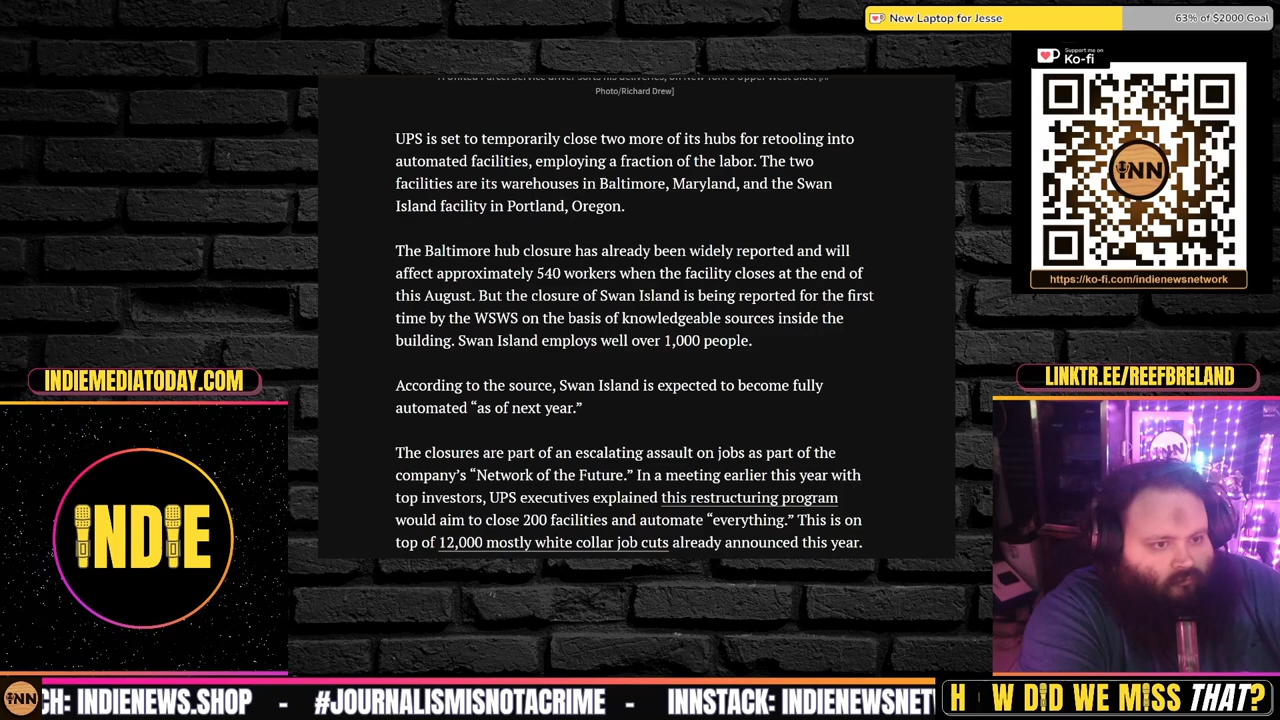 New Laptop for Jesse
63% of $2000 Goal
Support me on
Ko-fi
iNN
https://ko-fi.com/indienewsnetwork
Photo/Richard Drew]
UPS is set to temporarily close two more of its hubs for retooling into
automated facilities, employing a fraction of the labor. The two
facilities are its warehouses in Baltimore, Maryland, and the Swan
Island facility in Portland, Oregon.
The Baltimore hub closure has already been widely reported and will
affect approximately 540 workers when the facility closes at the end of
this August. But the closure of Swan Island is being reported for the first
time by the WSWS on the basis of knowledgeable sources inside the
building. Swan Island employs well over 1,000 people.
According to the source, Swan Island is expected to become fully
automated “as of next year.”
The closures are part of an escalating assault on jobs as part of the
company’s “Network of the Future.” In a meeting earlier this year with
top investors, UPS executives explained this restructuring program
would aim to close 200 facilities and automate “everything.” This is on
top of 12,000 mostly white collar job cuts already announced this year.
INDIEMEDIATODAY.COM
INDIE
LINKTR.EE/REEFBRELAND
INN
iNN
CH: INDIENEWS.SHOP - #JOURNALISMISNOTACRIME - INNSTACK: INDIENEWSNET
H W DID WE MISS THAT?